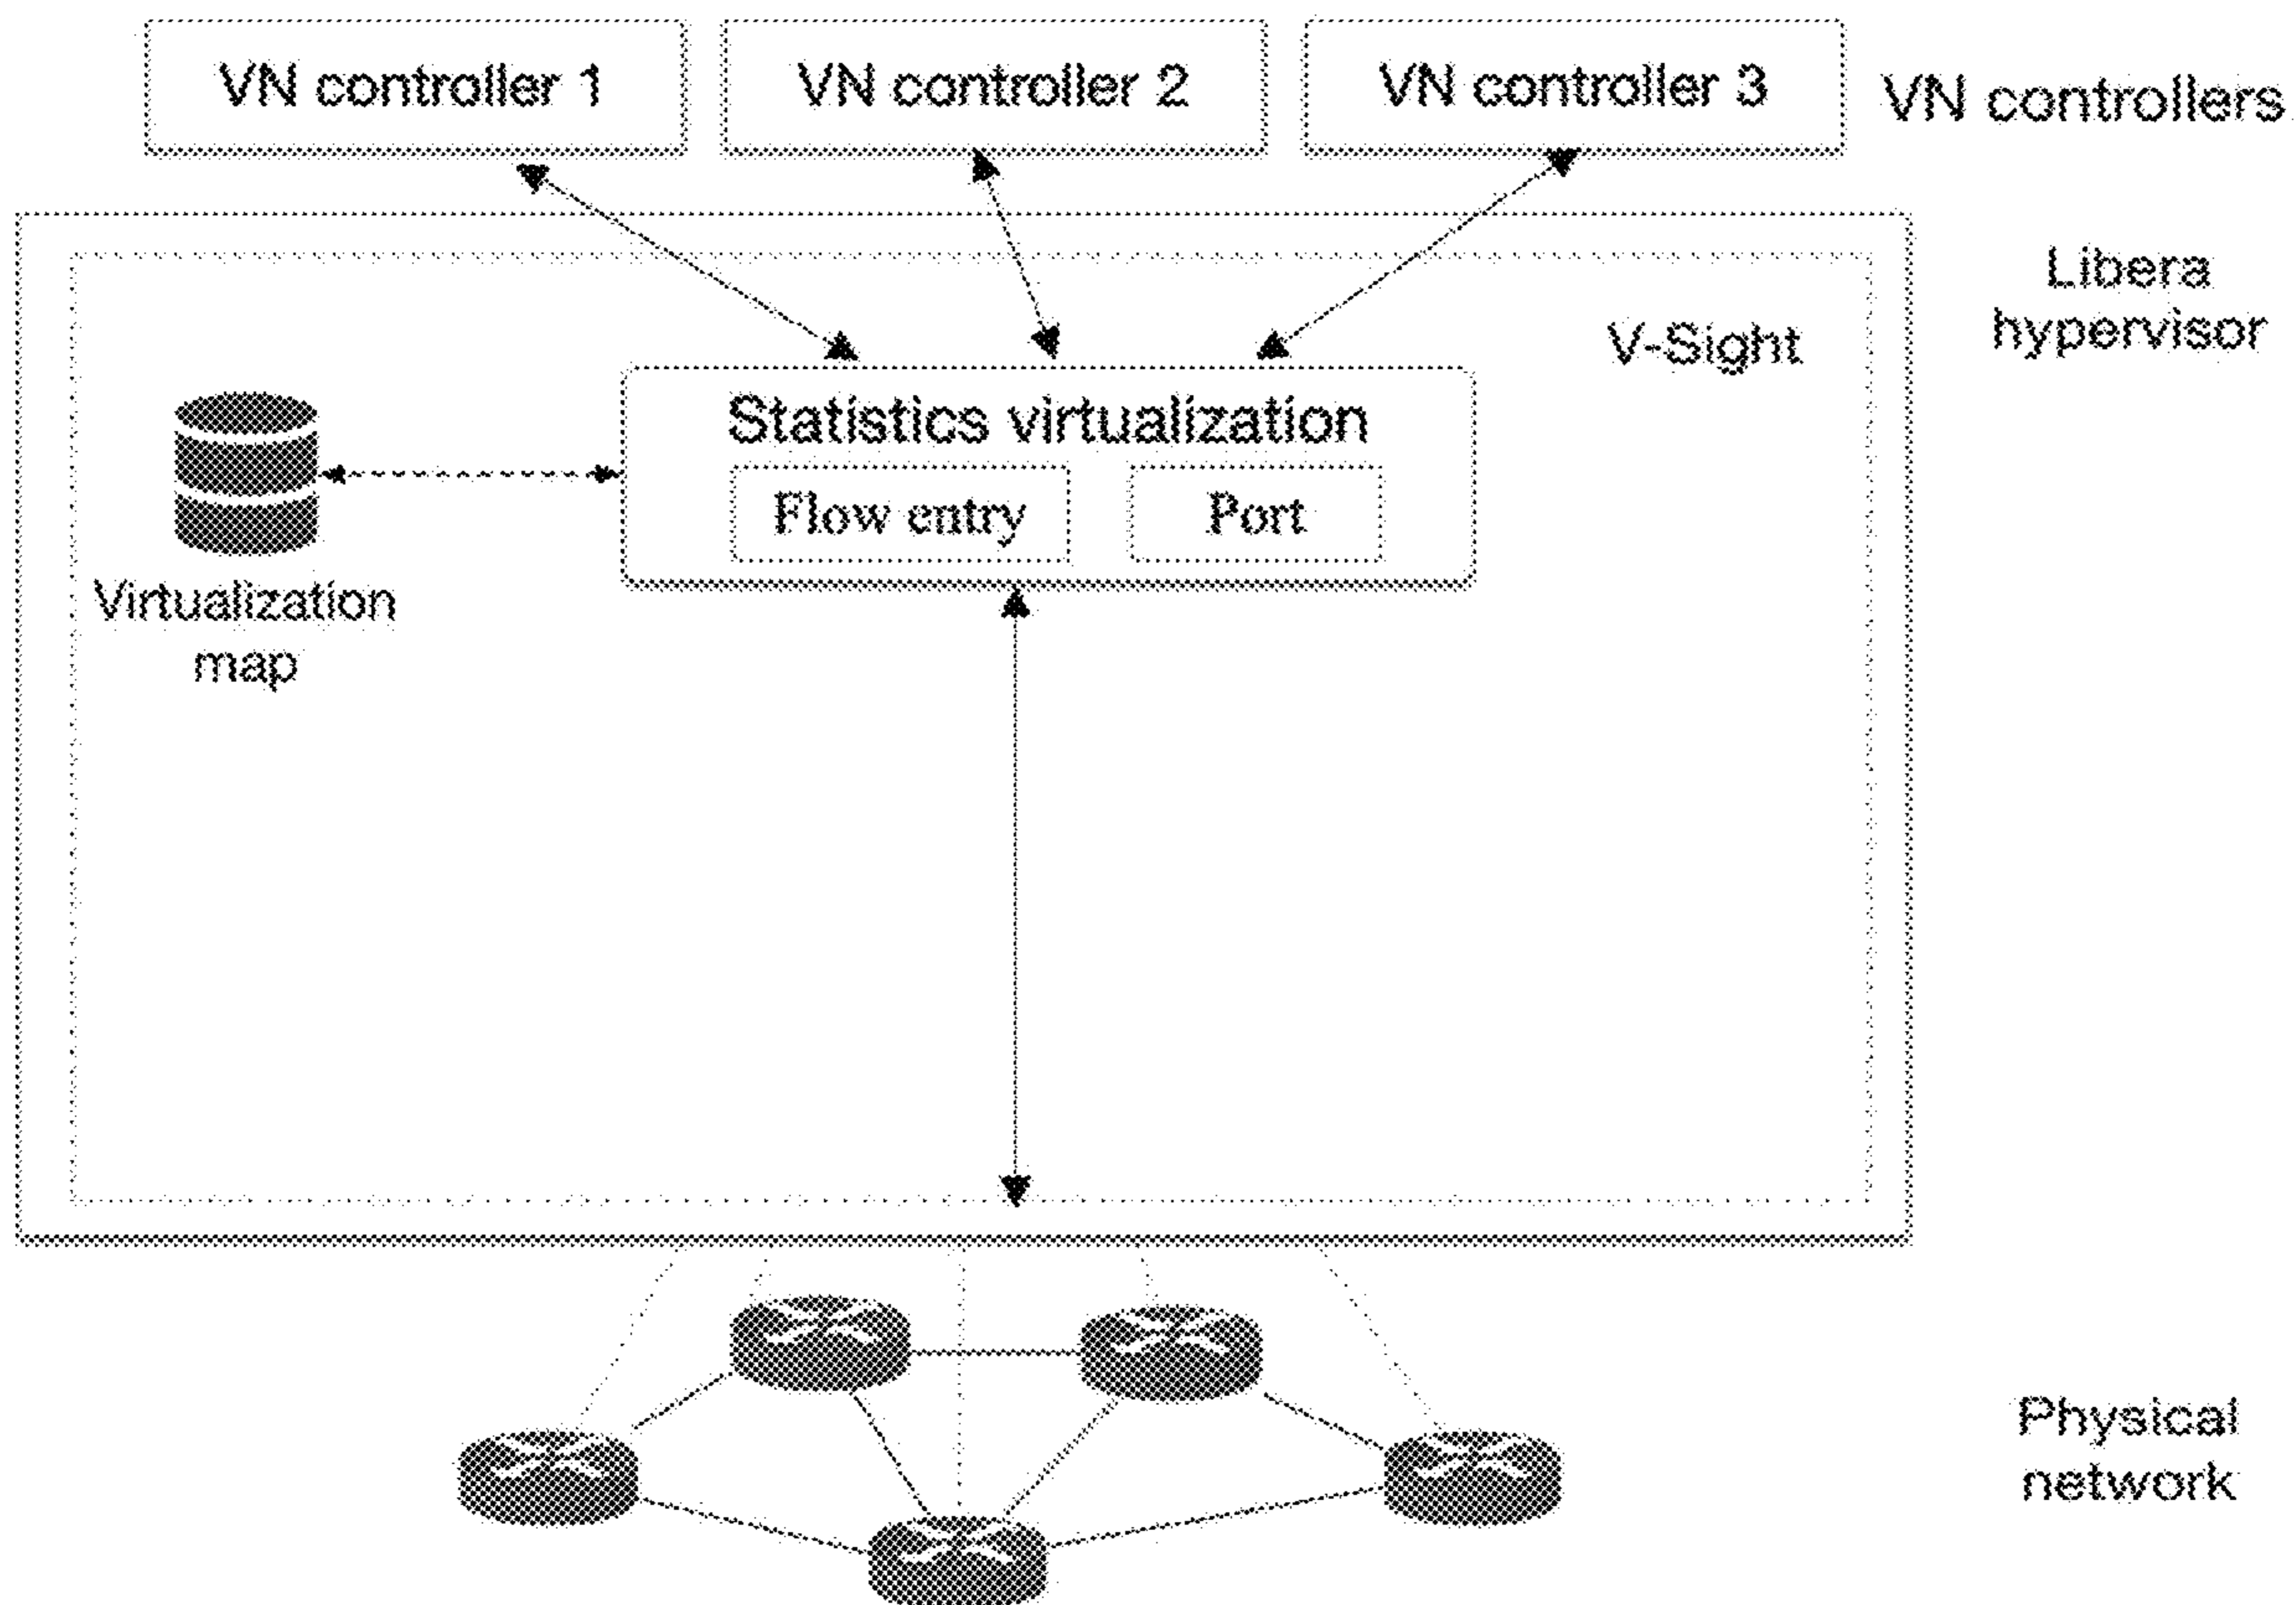 VN controller 1
VN controller 2
VN controller 3
VN controllers
Libera
hypervisor
V-Sight
Statistics virtualization
Flow entry
Port
Virtualization
map
Physical
network